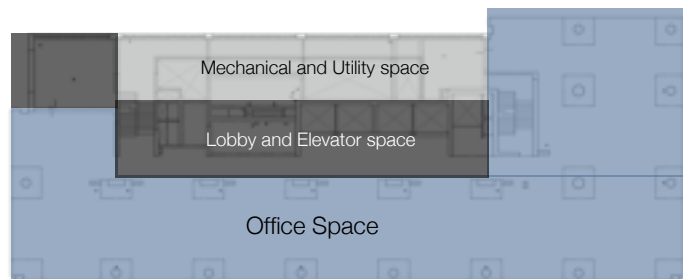 Mechanical and Utility space
Lobby and Elevator space
Office Space